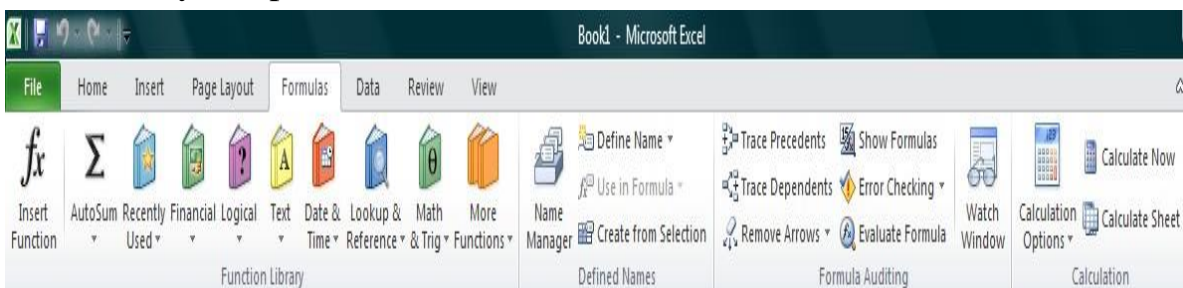 Book1 - Microsoft Excel
File Home Insert Page Layout Formulas Data Review View
fx Σ ? A θ
Insert Function AutoSum Recently Used Financial Logical Text Date & Time Lookup & Reference Math & Trig More Functions
Name Manager
Define Name
Use in Formula
Create from Selection
Trace Precedents Show Formulas
Trace Dependents Error Checking
Remove Arrows Evaluate Formula
Watch Window
Calculation Options
Calculate Now
Calculate Sheet
Function Library Defined Names Formula Auditing Calculation